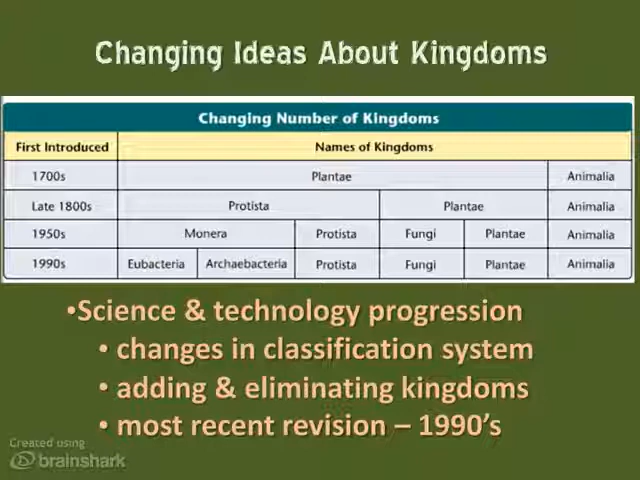 Changing Ideas About Kingdoms
Changing Number of Kingdoms
First Introduced Names of Kingdoms
1700s Plantae Animalia
Late 1800s Protista Plantae Animalia
1950s Monera Protista Fungi Plantae Animalia
1990s Eubacteria Archaebacteria Protista Fungi Plantae Animalia
•Science & technology progression
• changes in classification system
• adding & eliminating kingdoms
• most recent revision – 1990's
Created using
brainshark